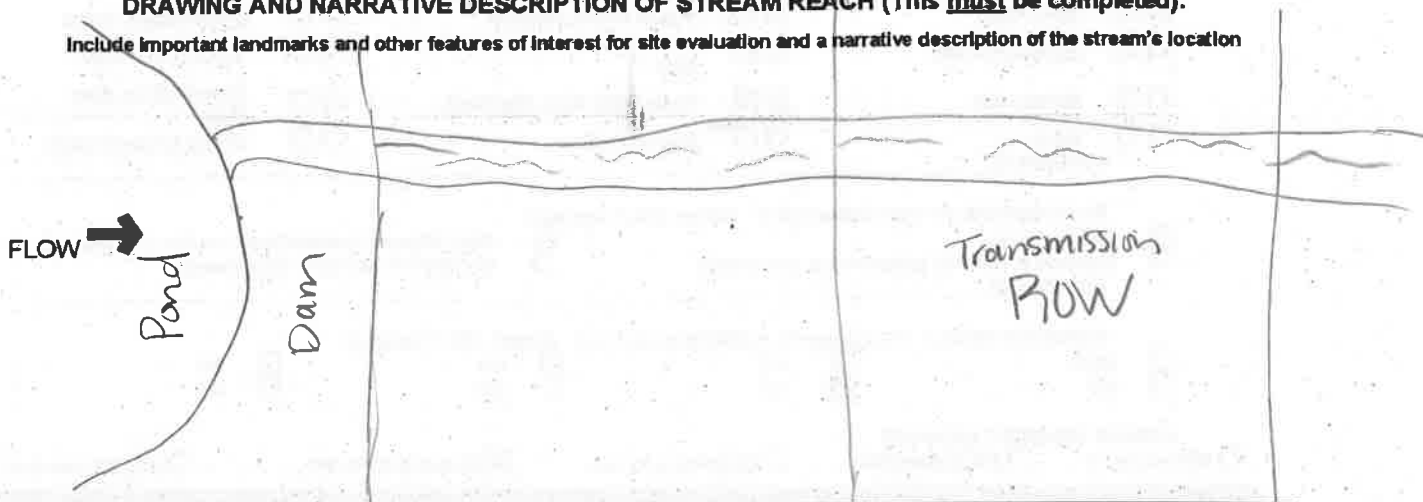 DRAWING AND NARRATIVE DESCRIPTION OF STREAM REACH (This must be completed):
Include important landmarks and other features of interest for site evaluation and a narrative description of the stream's location
FLOW
Pond
Dam
Transmission
ROW